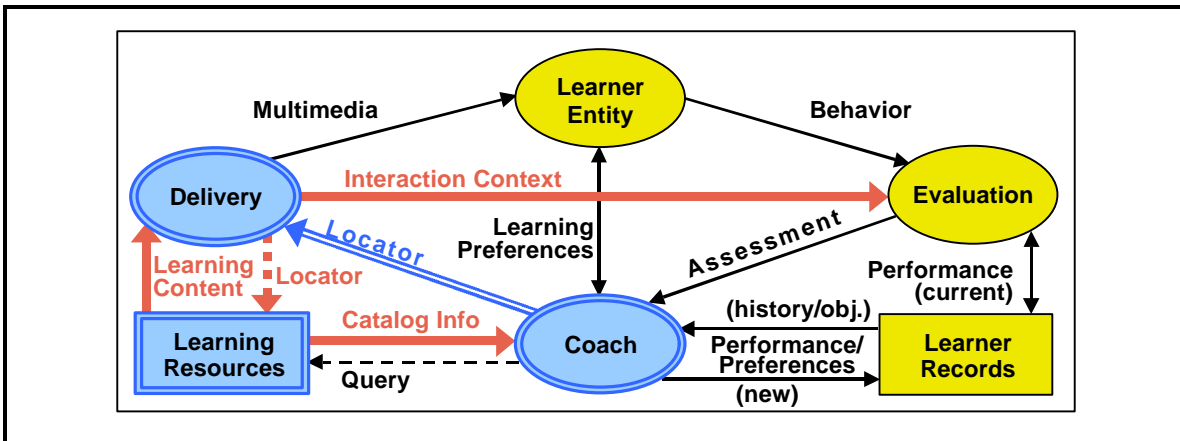 Learner
Entity
Multimedia
Behavior
Delivery
Interaction Context
Evaluation
Locator
Learning
Preferences
Assessment
Learning
Content
Locator
Performance
(current)
Catalog Info
(history/obj.)
Learning
Resources
Coach
Performance/
Preferences
Learner
Records
Query
(new)